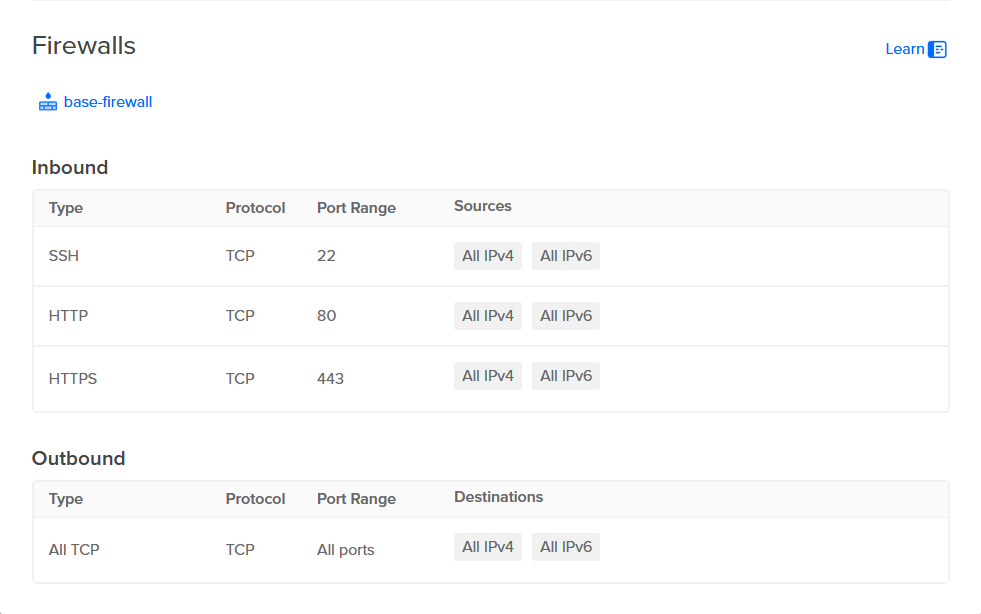 Firewalls
Learn
base-firewall
Inbound
Type Protocol Port Range Sources
SSH TCP 22 All IPv4 All IPv6
HTTP TCP 80 All IPv4 All IPv6
HTTPS TCP 443 All IPv4 All IPv6
Outbound
Type Protocol Port Range Destinations
All TCP TCP All ports All IPv4 All IPv6